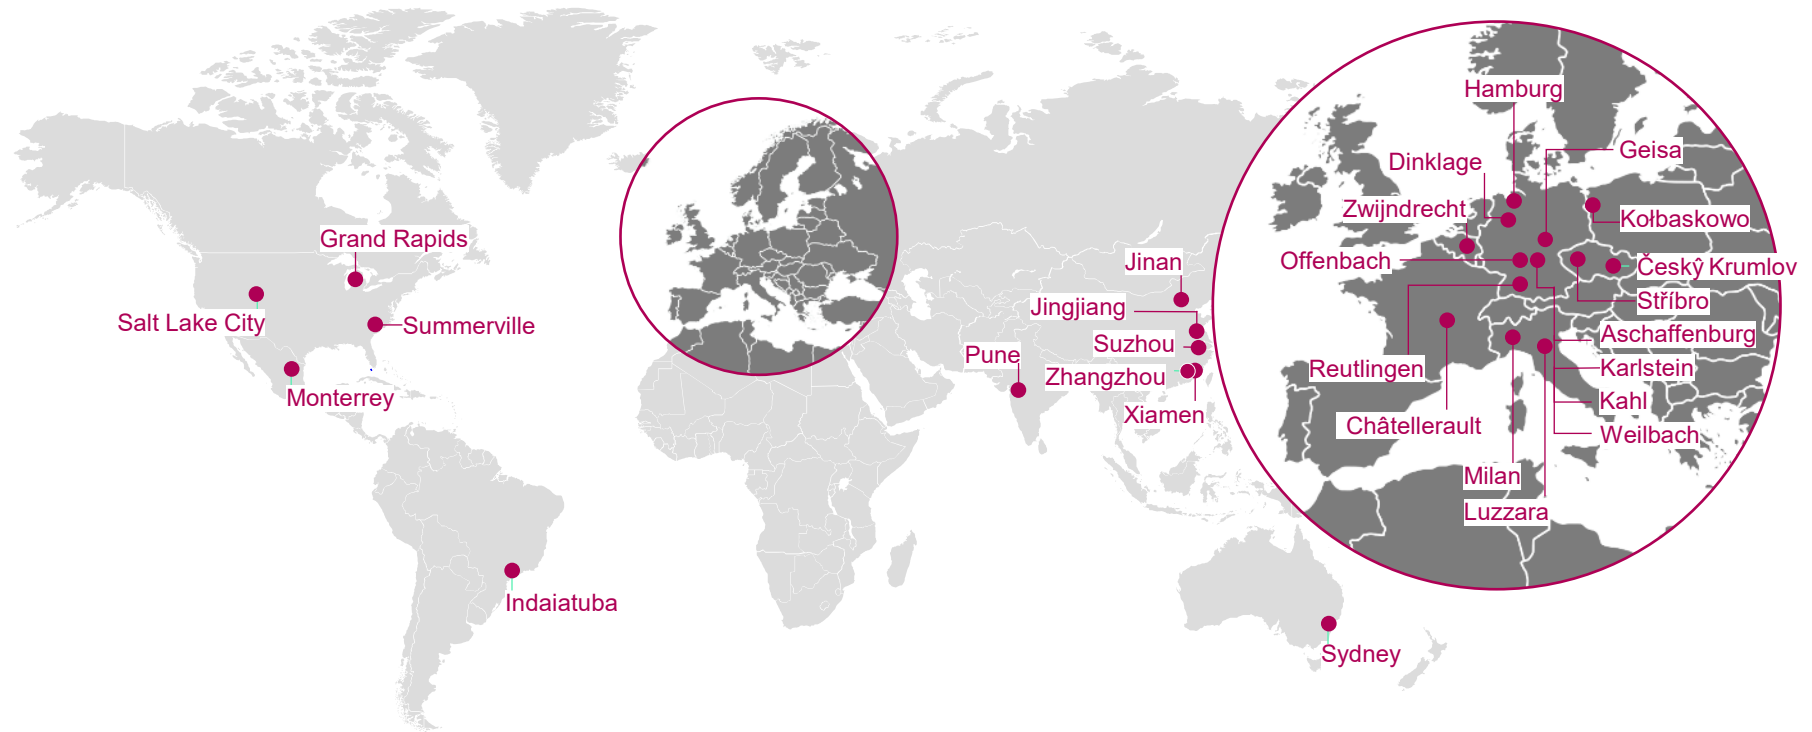 Grand Rapids
Salt Lake City
Summerville
Monterrey
Indaiatuba
Jinan
Jingjiang
Suzhou
Pune
Zhangzhou
Xiamen
Sydney
Hamburg
Geisa
Dinklage
Zwijndrecht
Kołbaskowo
Offenbach
Českŷ Krumlov
Stříbro
Aschaffenburg
Reutlingen
Karlstein
Kahl
Châtellerault
Weilbach
Milan
Luzzara